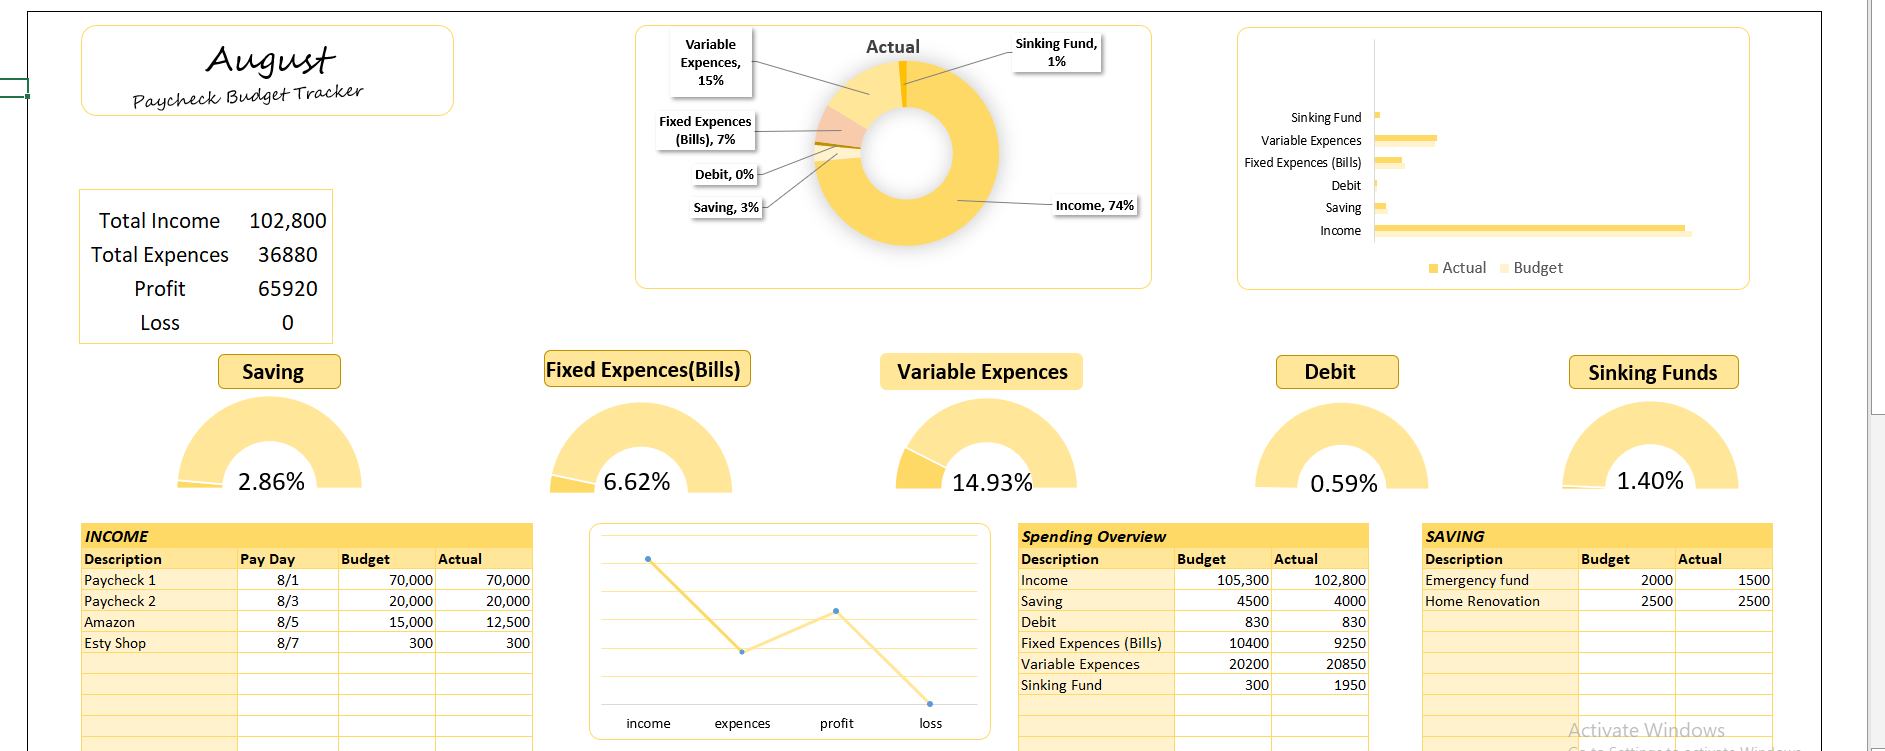 August
Paycheck Budget Tracker
Total Income 102,800
Total Expences 36880
Profit 65920
Loss 0
Actual
Variable
Expences,
15%
Sinking Fund,
1%
Fixed Expences
(Bills), 7%
Debit, 0%
Saving, 3%
Income, 74%
Sinking Fund
Variable Expences
Fixed Expences (Bills)
Debit
Saving
Income
Actual Budget
Saving
2.86%
Fixed Expences(Bills)
6.62%
Variable Expences
14.93%
Debit
0.59%
Sinking Funds
1.40%
INCOME
Description Pay Day Budget Actual
Paycheck 1 8/1 70,000 70,000
Paycheck 2 8/3 20,000 20,000
Amazon 8/5 15,000 12,500
Esty Shop 8/7 300 300
income expences profit loss
Spending Overview
Description Budget Actual
Income 105,300 102,800
Saving 4500 4000
Debit 830 830
Fixed Expences (Bills) 10400 9250
Variable Expences 20200 20850
Sinking Fund 300 1950
SAVING
Description Budget Actual
Emergency fund 2000 1500
Home Renovation 2500 2500
Activate Windows